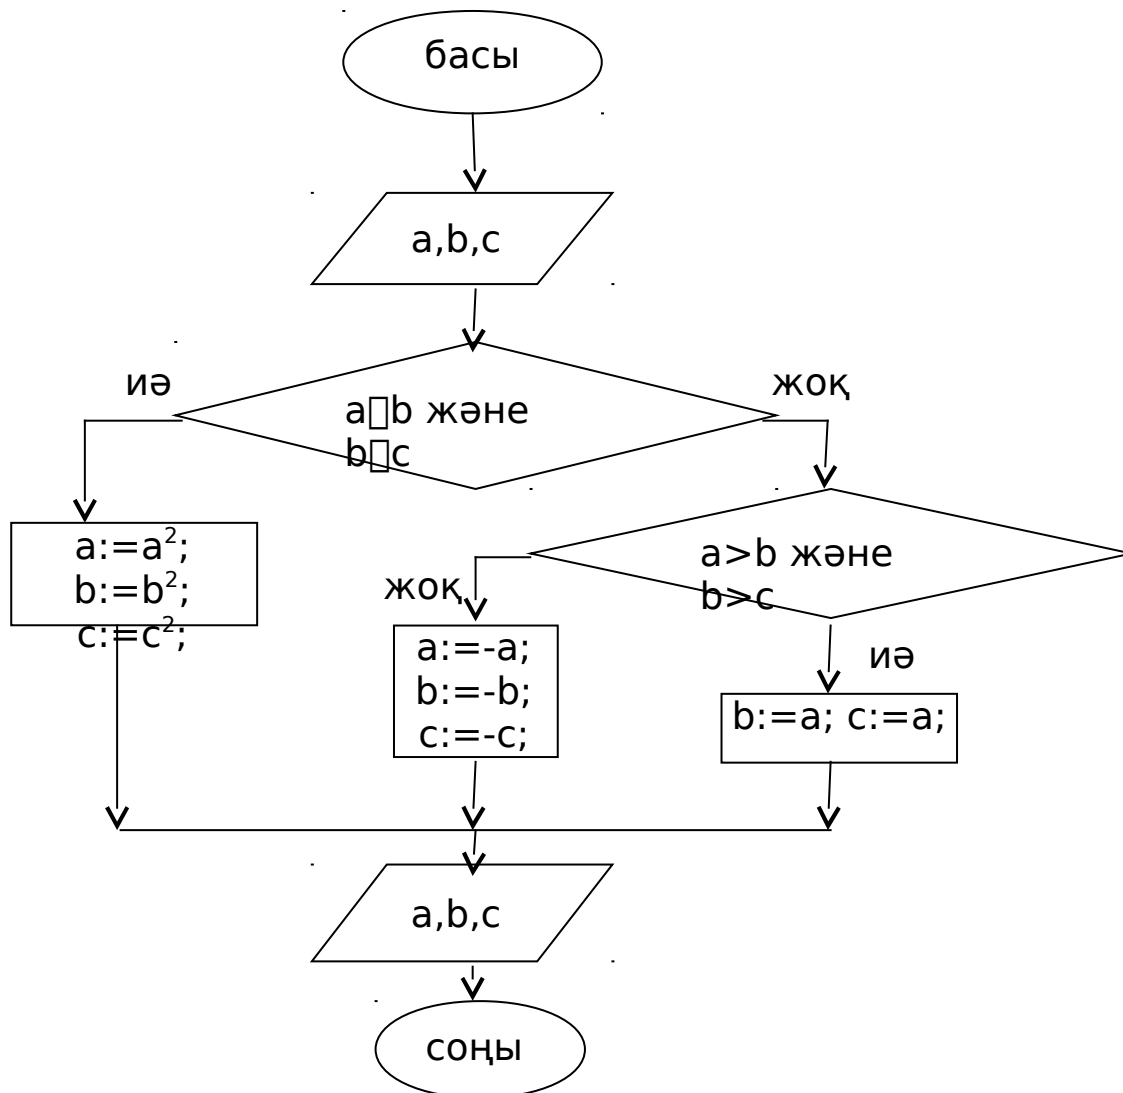 басы
a,b,c
иә
жоқ
a▯b және
b▯c
a:=a²;
b:=b²;
c:=c²;
a>b және
b>c
жоқ
иә
a:=-a;
b:=-b;
c:=-c;
b:=a; c:=a;
a,b,c
соңы